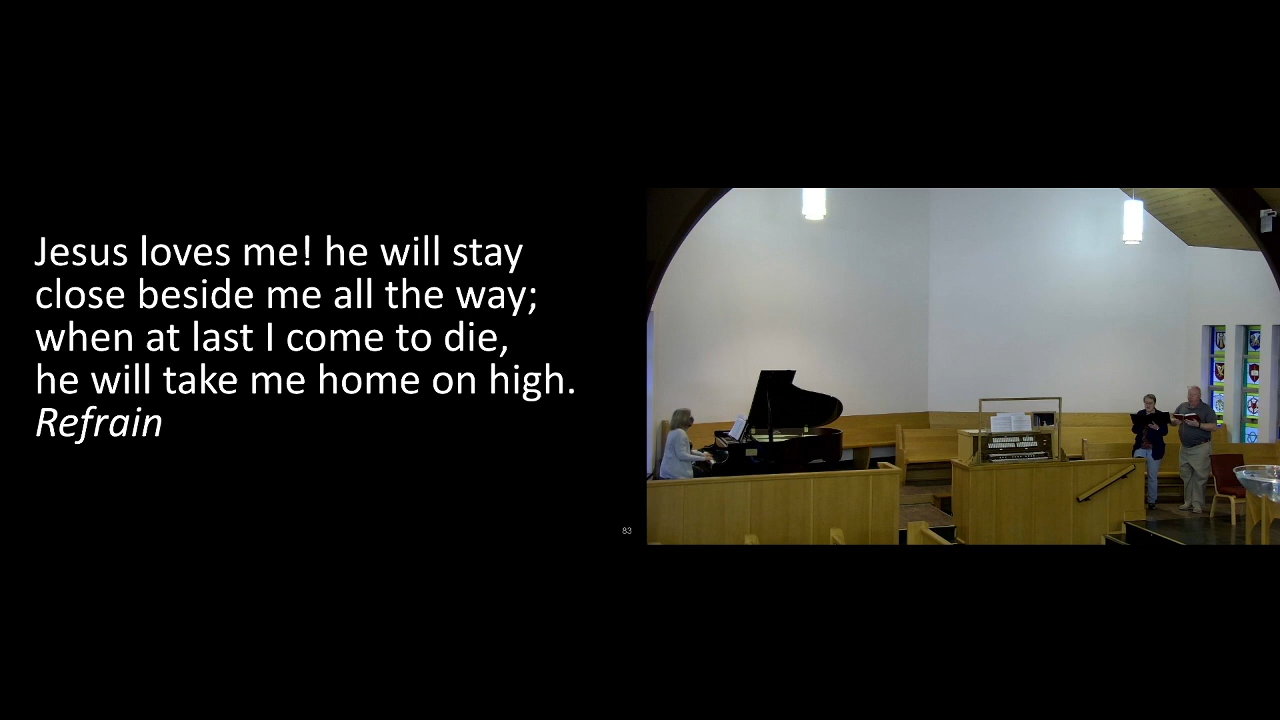 Jesus loves me! he will stay
close beside me all the way;
when at last I come to die,
he will take me home on high.
Refrain
83